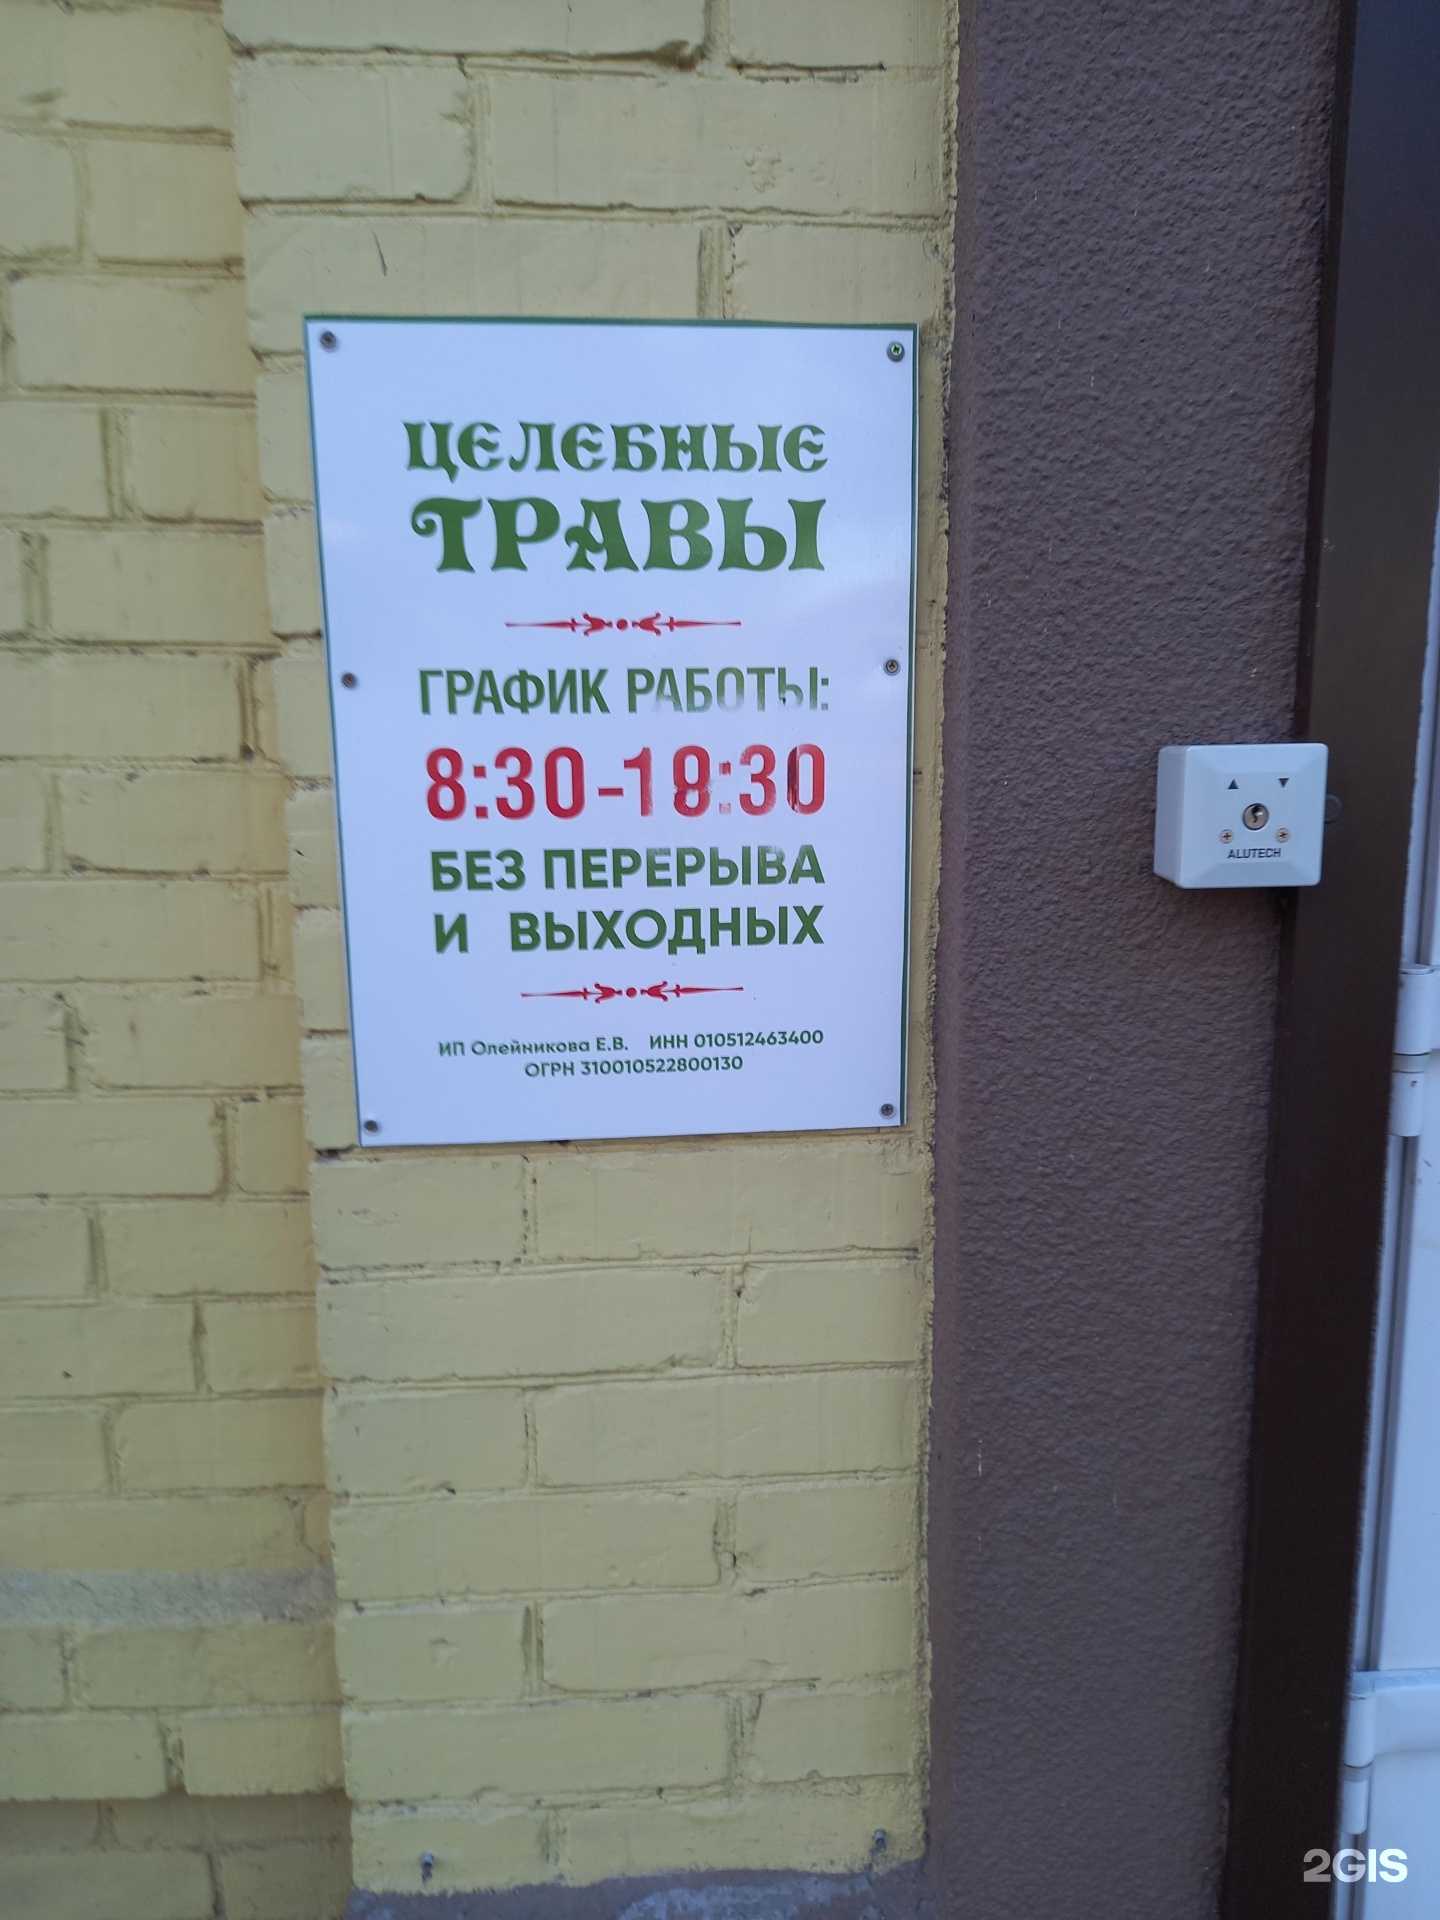 ЦЕЛЕБНЫЕ
ТРАВЫ
ГРАФИК РАБОТЫ:
8:30-18:30
БЕЗ ПЕРЕРЫВА
И ВЫХОДНЫХ
ИП Олейникова Е.В. ИНН 010512463400
ОГРН 310010522800130
ALUTECH
2GIS